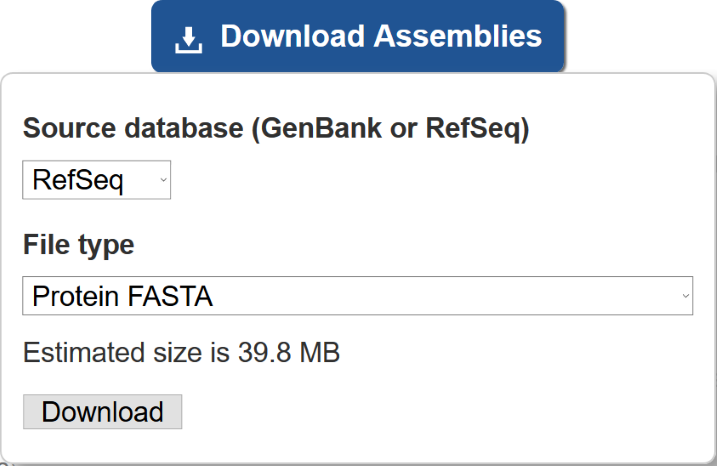 Download Assemblies
Source database (GenBank or RefSeq)
RefSeq
File type
Protein FASTA
Estimated size is 39.8 MB
Download